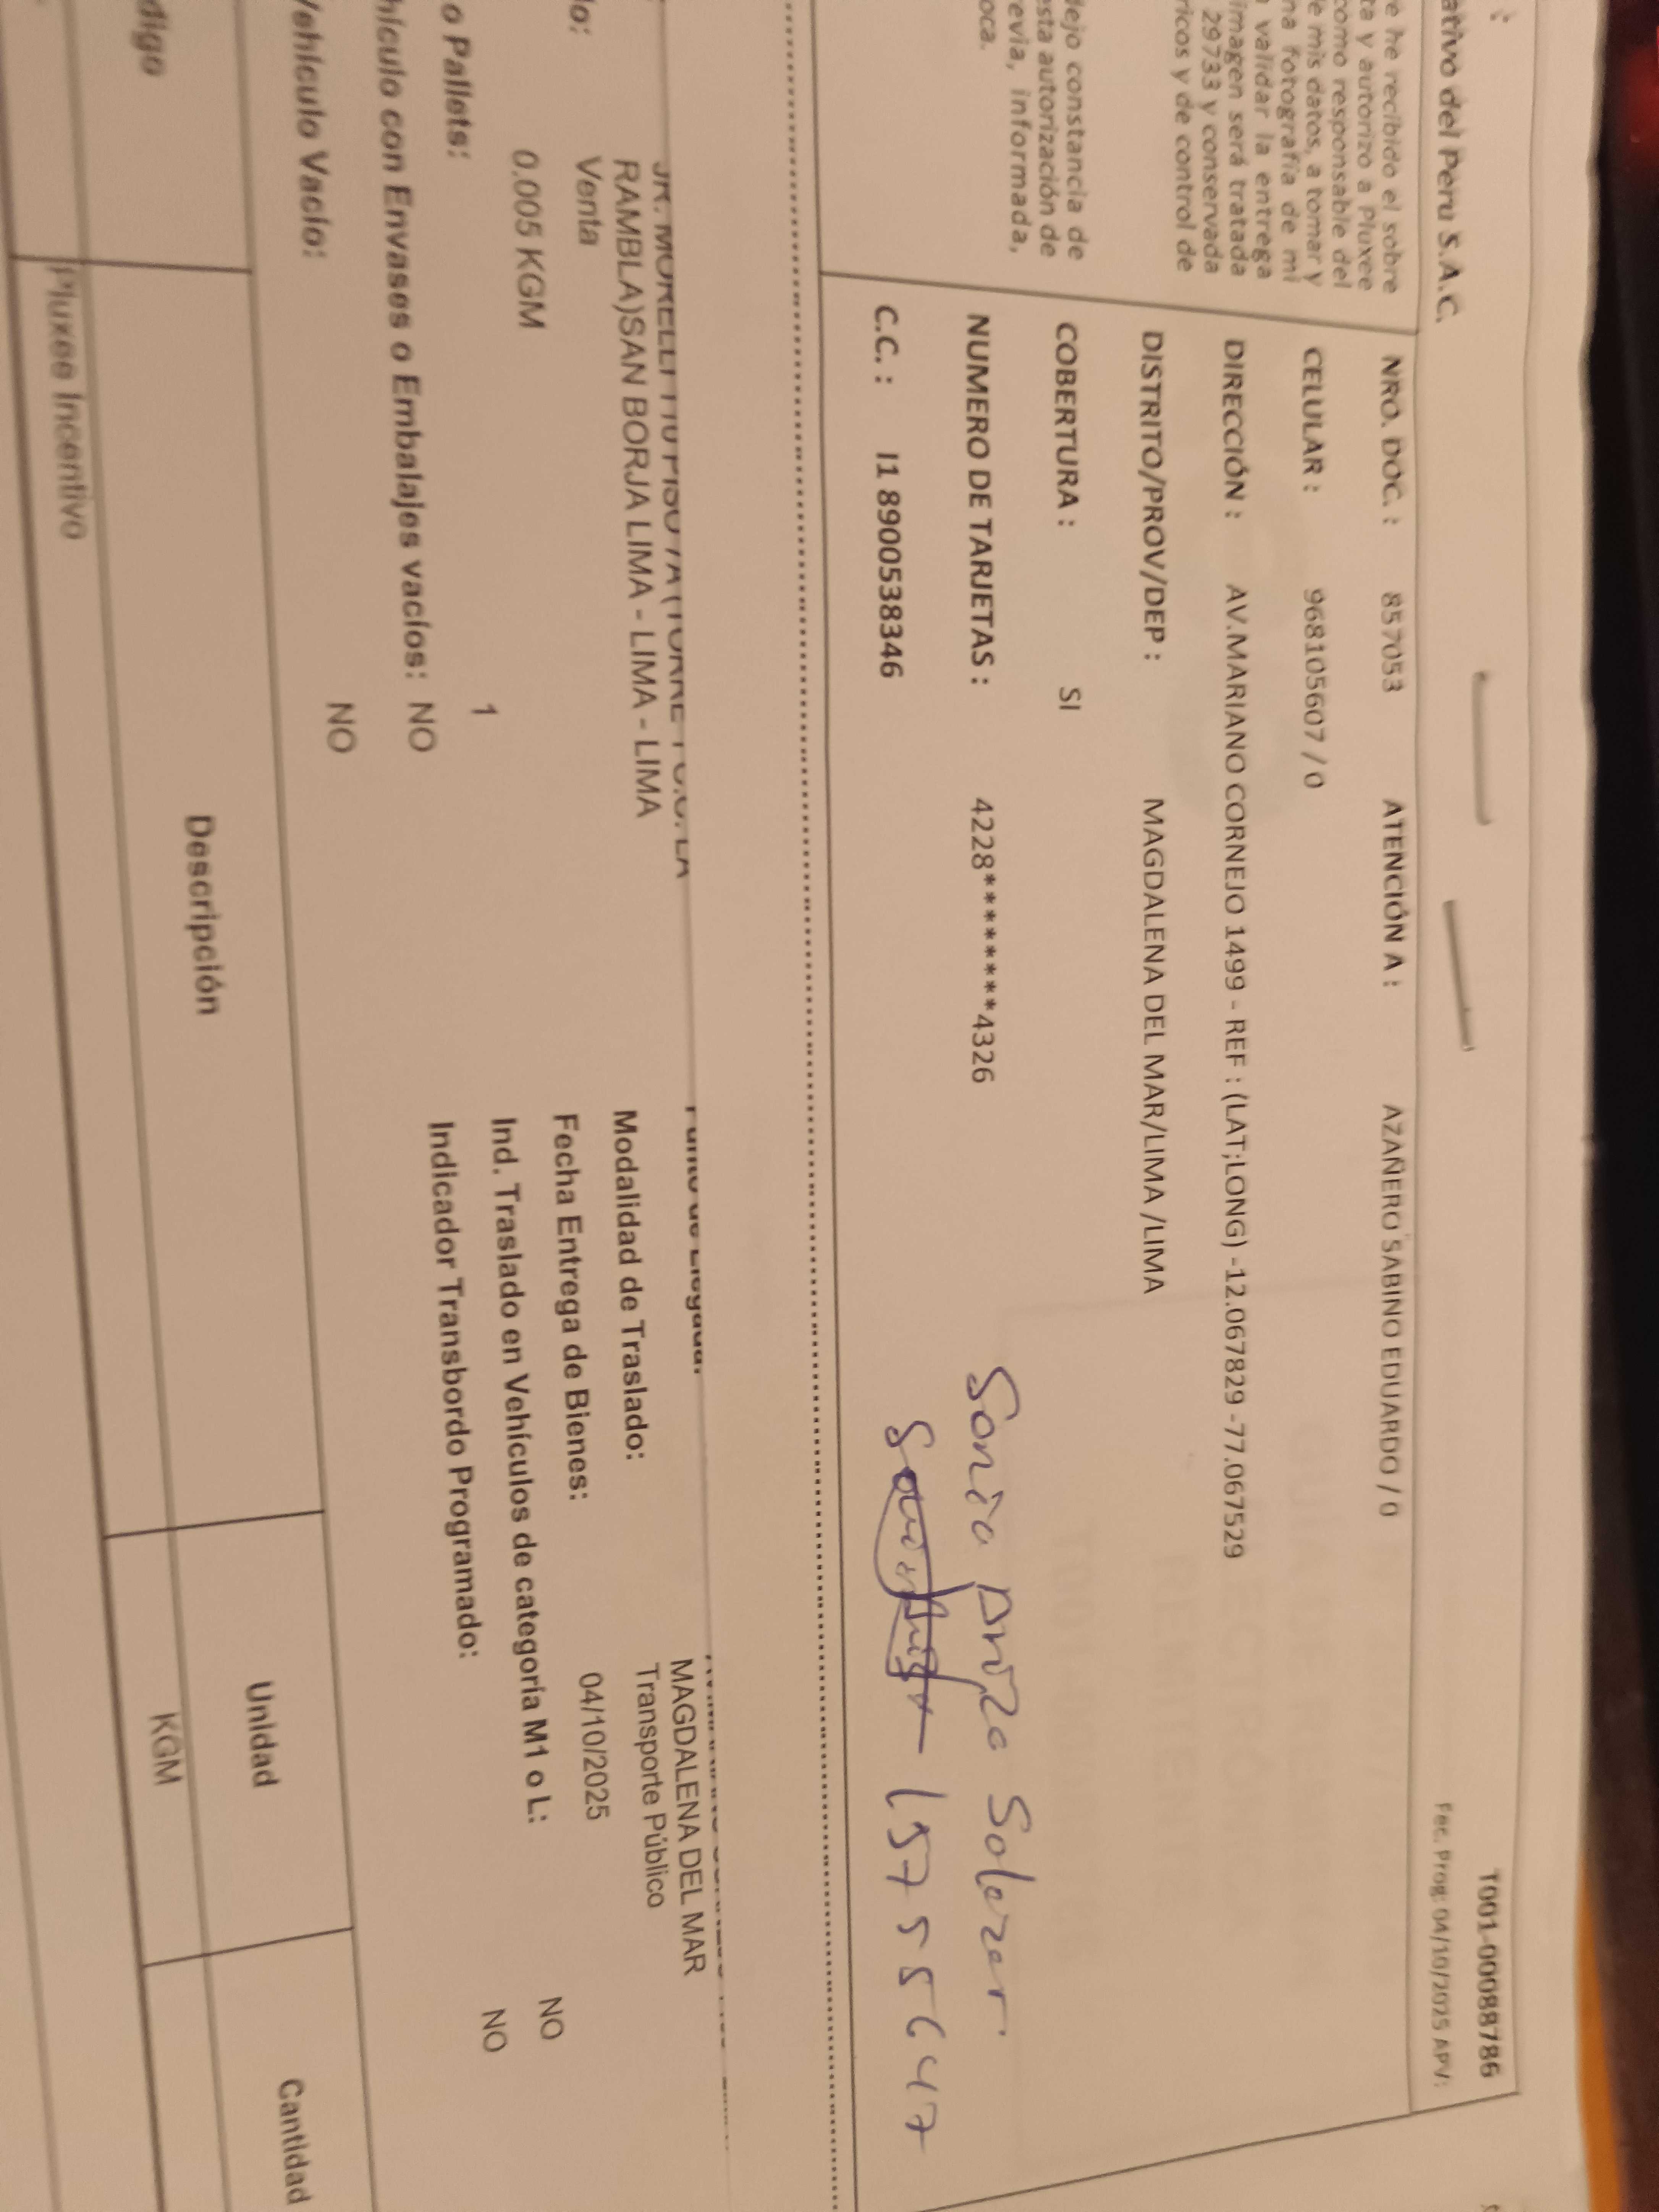 T001-00088786
ativo del Peru S.A.C.
Fec. Prog: 04/10/2025 APV:
e he recibido el sobre
ta y autorizo a Pluxee
como responsable del
e mis datos, a tomar y
na fotografía de mi
validar la entrega
imagen será tratada
29733 y conservada
ricos y de control de
dejo constancia de
esta autorización de
revia, informada,
oca.
NRO. DOC. : 857053 ATENCIÓN A : AZAÑERO SABINO EDUARDO / 0
CELULAR : 968105607 / 0
DIRECCIÓN : AV.MARIANO CORNEJO 1499 - REF : (LAT;LONG) -12.067829 -77.067529
DISTRITO/PROV/DEP : MAGDALENA DEL MAR/LIMA /LIMA
COBERTURA : SI
NUMERO DE TARJETAS : 4228*********4326
C.C. : I1 8900538346
Sonia Solezar
15755647
Punto de Llegada:
RAMBLA)SAN BORJA LIMA - LIMA - LIMA
MAGDALENA DEL MAR
do: Venta
Modalidad de Traslado: Transporte Público
0.005 KGM
Fecha Entrega de Bienes: 04/10/2025
o Pallets: 1
Ind. Traslado en Vehículos de categoría M1 o L: NO
hículo con Envases o Embalajes vacíos: NO
Indicador Transbordo Programado: NO
Vehículo Vacío: NO
digo Descripción Unidad Cantidad
Pluxee Incentivo KGM